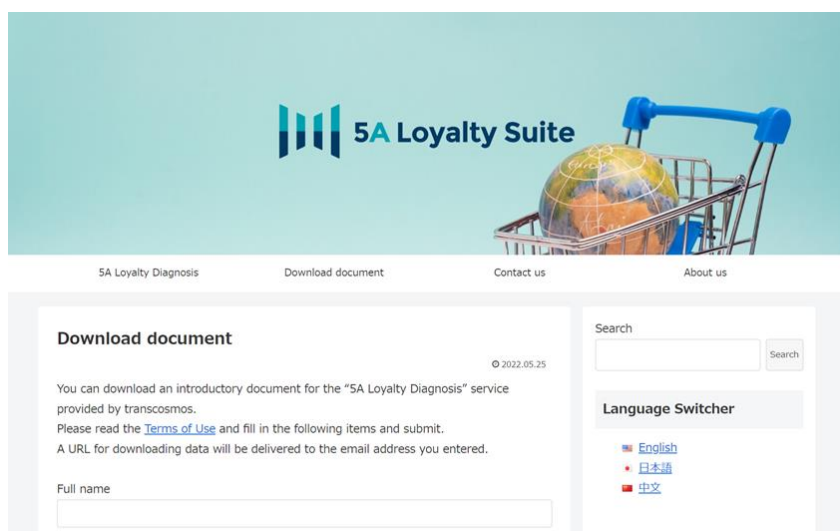 5A Loyalty Suite
5A Loyalty Diagnosis
Download document
Contact us
About us
Download document
2022.05.25
You can download an introductory document for the “5A Loyalty Diagnosis” service
provided by transcosmos.
Please read the Terms of Use and fill in the following items and submit.
A URL for downloading data will be delivered to the email address you entered.
Full name
Search
Search
Language Switcher
English
日本語
中文